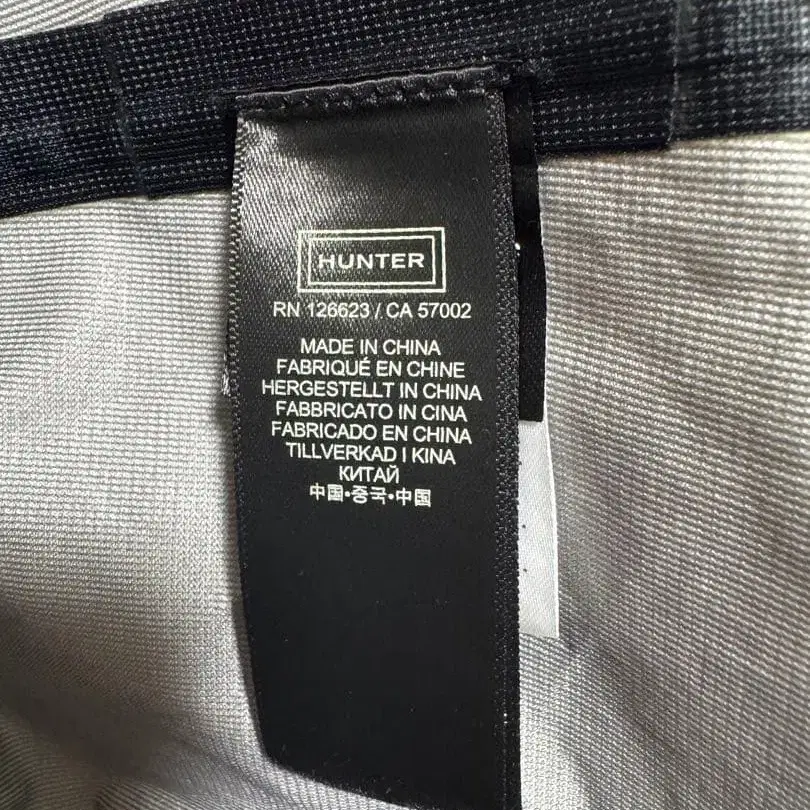 HUNTER
RN 126623 / CA 57002
MADE IN CHINA
FABRIQUÉ EN CHINE
HERGESTELLT IN CHINA
FABBRICATO IN CINA
FABRICADO EN CHINA
TILLVERKAD I KINA
КИТАЙ
中国•중국•中国